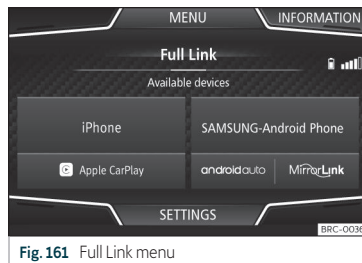 MENU INFORMATION
Full Link
Available devices
iPhone SAMSUNG-Android Phone
Apple CarPlay androidauto MirrorLink
SETTINGS
BRC-0036
Fig. 161 Full Link menu